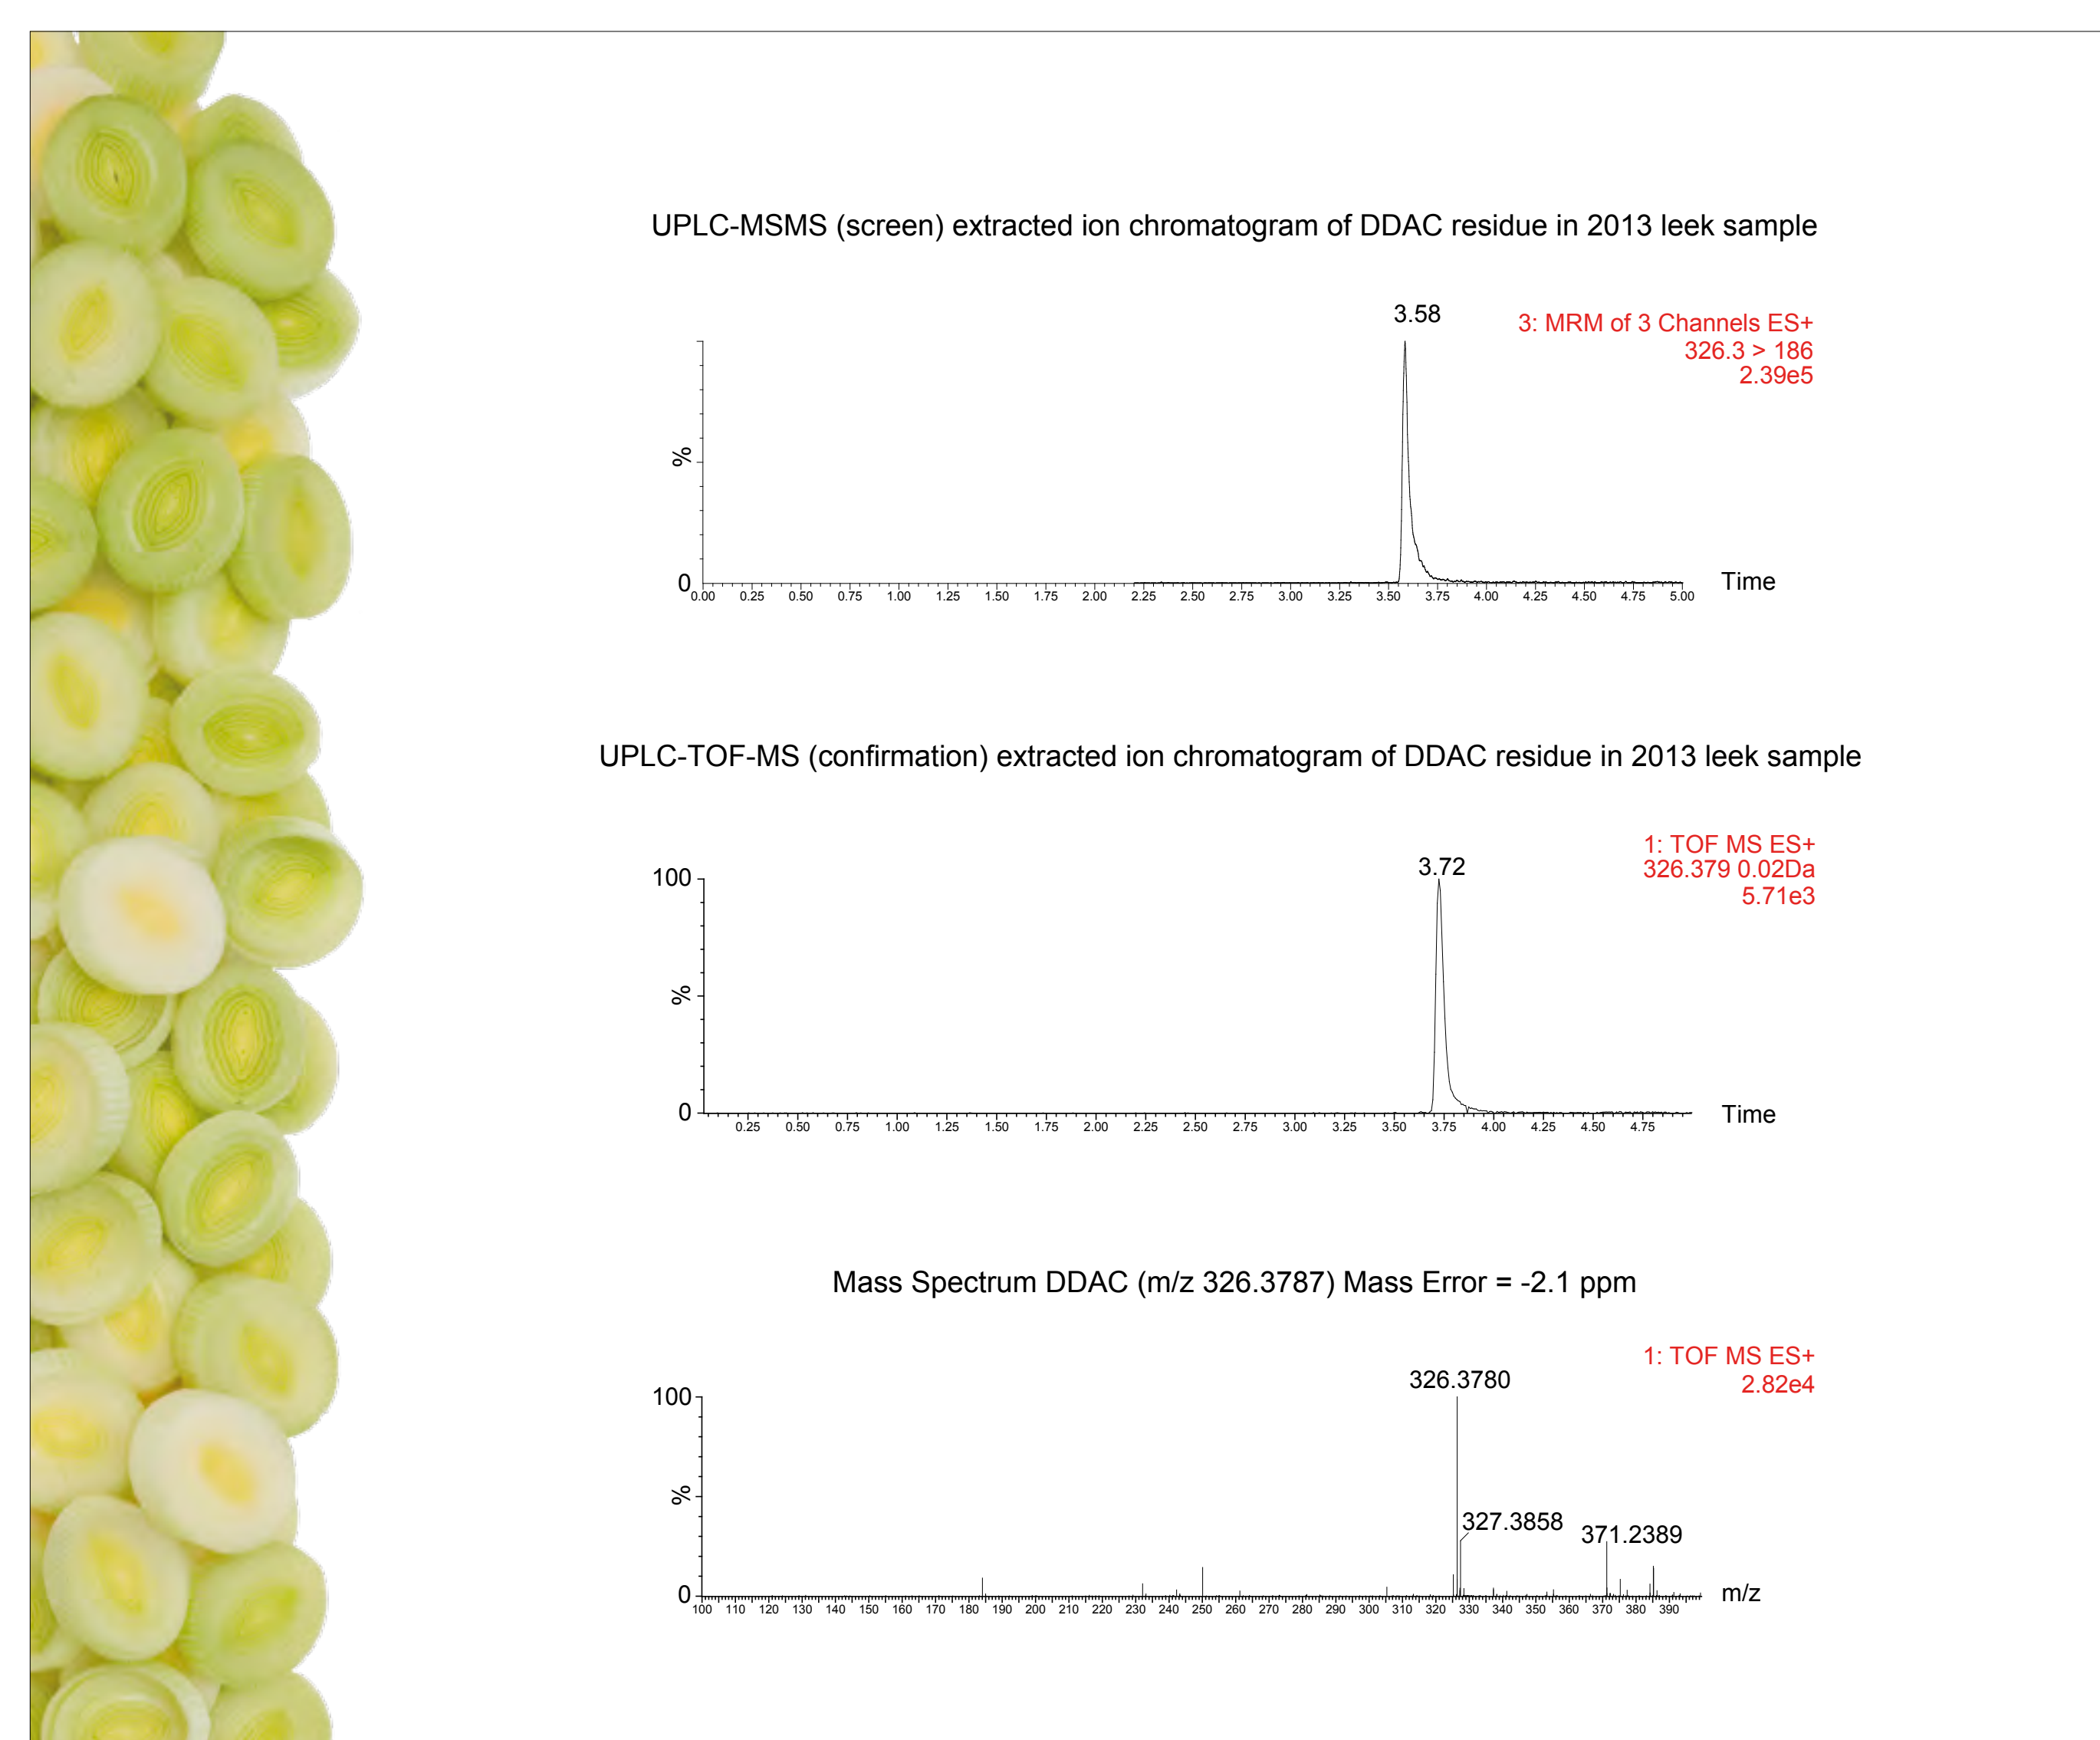 UPLC-MSMS (screen) extracted ion chromatogram of DDAC residue in 2013 leek sample
3.58
3: MRM of 3 Channels ES+
326.3 > 186
2.39e5
%
0
0.00 0.25 0.50 0.75 1.00 1.25 1.50 1.75 2.00 2.25 2.50 2.75 3.00 3.25 3.50 3.75 4.00 4.25 4.50 4.75 5.00
Time
UPLC-TOF-MS (confirmation) extracted ion chromatogram of DDAC residue in 2013 leek sample
1: TOF MS ES+
326.379 0.02Da
5.71e3
3.72
100
%
0
0.25 0.50 0.75 1.00 1.25 1.50 1.75 2.00 2.25 2.50 2.75 3.00 3.25 3.50 3.75 4.00 4.25 4.50 4.75
Time
Mass Spectrum DDAC (m/z 326.3787) Mass Error = -2.1 ppm
1: TOF MS ES+
2.82e4
326.3780
100
%
327.3858
371.2389
0
100 110 120 130 140 150 160 170 180 190 200 210 220 230 240 250 260 270 280 290 300 310 320 330 340 350 360 370 380 390
m/z